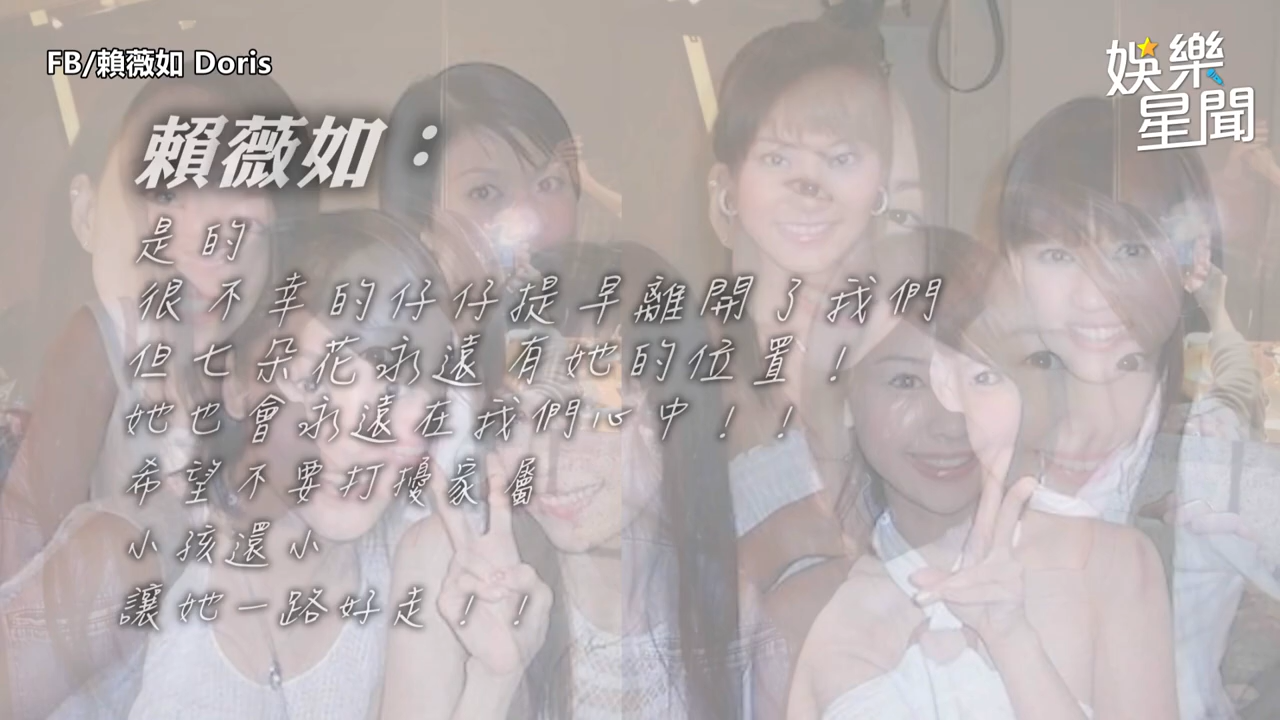 FB/賴薇如 Doris
娛樂
星聞
賴薇如：
是的
很不幸的仔仔提早離開了我們
但七朵花永遠有她的位置！
她也會永遠在我們心中！！
希望不要打擾家屬
小孩還小
讓她一路好走！！